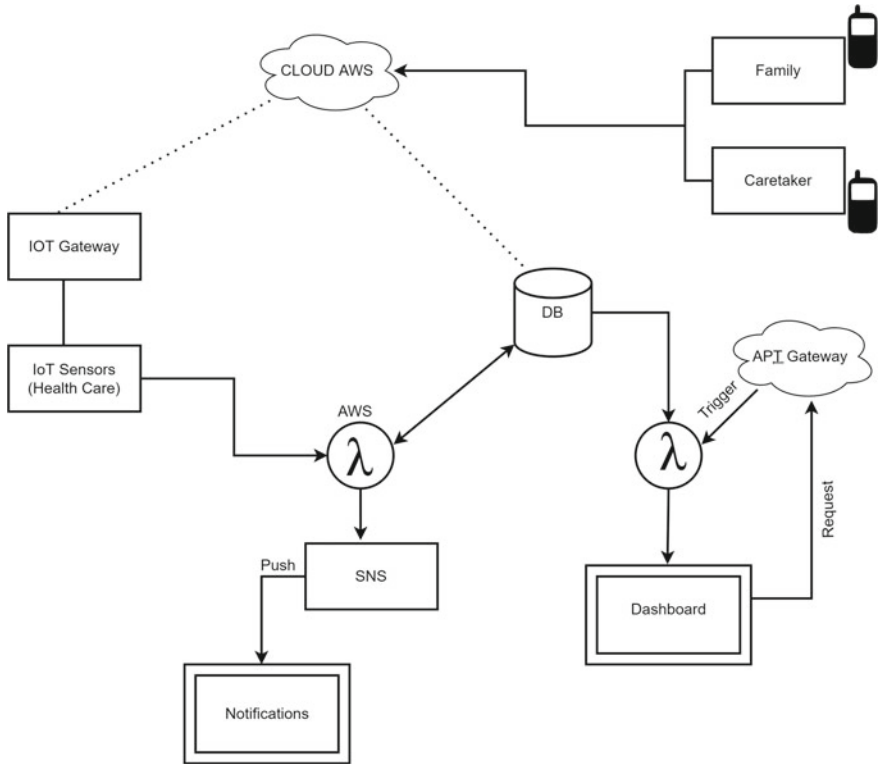 CLOUD AWS
Family
Caretaker
IOT Gateway
IoT Sensors
(Health Care)
DB
APT Gateway
Trigger
AWS
λ
λ
Request
Push
SNS
Dashboard
Notifications